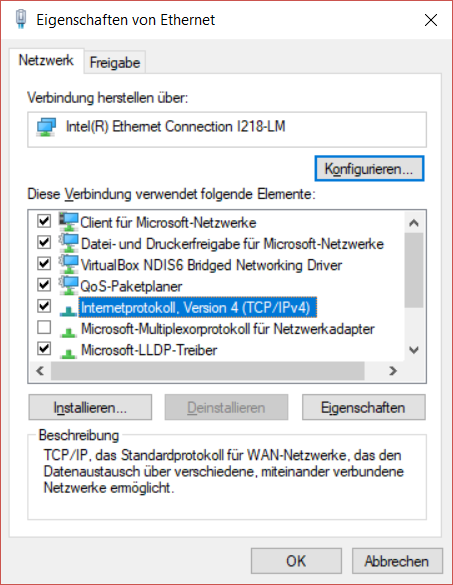 Eigenschaften von Ethernet
Netzwerk
Freigabe
Verbindung herstellen über:
Intel(R) Ethernet Connection I218-LM
Konfigurieren...
Diese Verbindung verwendet folgende Elemente:
Client für Microsoft-Netzwerke
Datei- und Druckerfreigabe für Microsoft-Netzwerke
VirtualBox NDIS6 Bridged Networking Driver
QoS-Paketplaner
Internetprotokoll, Version 4 (TCP/IPv4)
Microsoft-Multiplexorprotokoll für Netzwerkadapter
Microsoft-LLDP-Treiber
Installieren...
Deinstallieren
Eigenschaften
Beschreibung
TCP/IP, das Standardprotokoll für WAN-Netzwerke, das den
Datenaustausch über verschiedene, miteinander verbundene
Netzwerke ermöglicht.
OK
Abbrechen